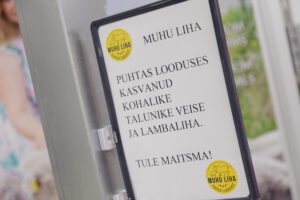 MUHU LIHA
MUHU LIHA
PUHTAS LOODUSES
KASVANUD
KOHALIKE
TALUNIKE VEISE
JA LAMBALIHA.
TULE MAITSMA!
MUHU LIHA